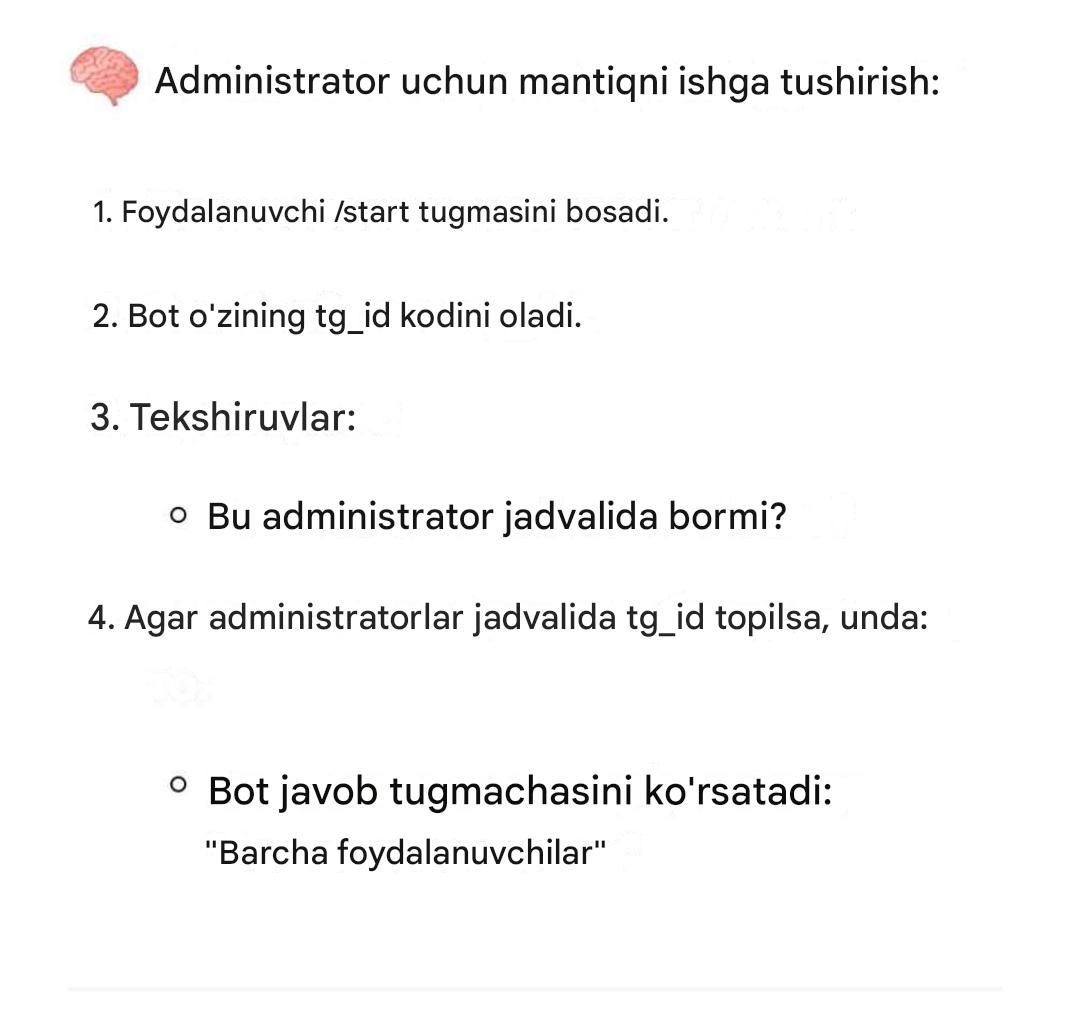 Administrator uchun mantiqni ishga tushirish:
1. Foydalanuvchi /start tugmasini bosadi.
2. Bot o'zining tg_id kodini oladi.
3. Tekshiruvlar:
Bu administrator jadvalida bormi?
4. Agar administratorlar jadvalida tg_id topilsa, unda:
Bot javob tugmachasini ko'rsatadi:
"Barcha foydalanuvchilar"